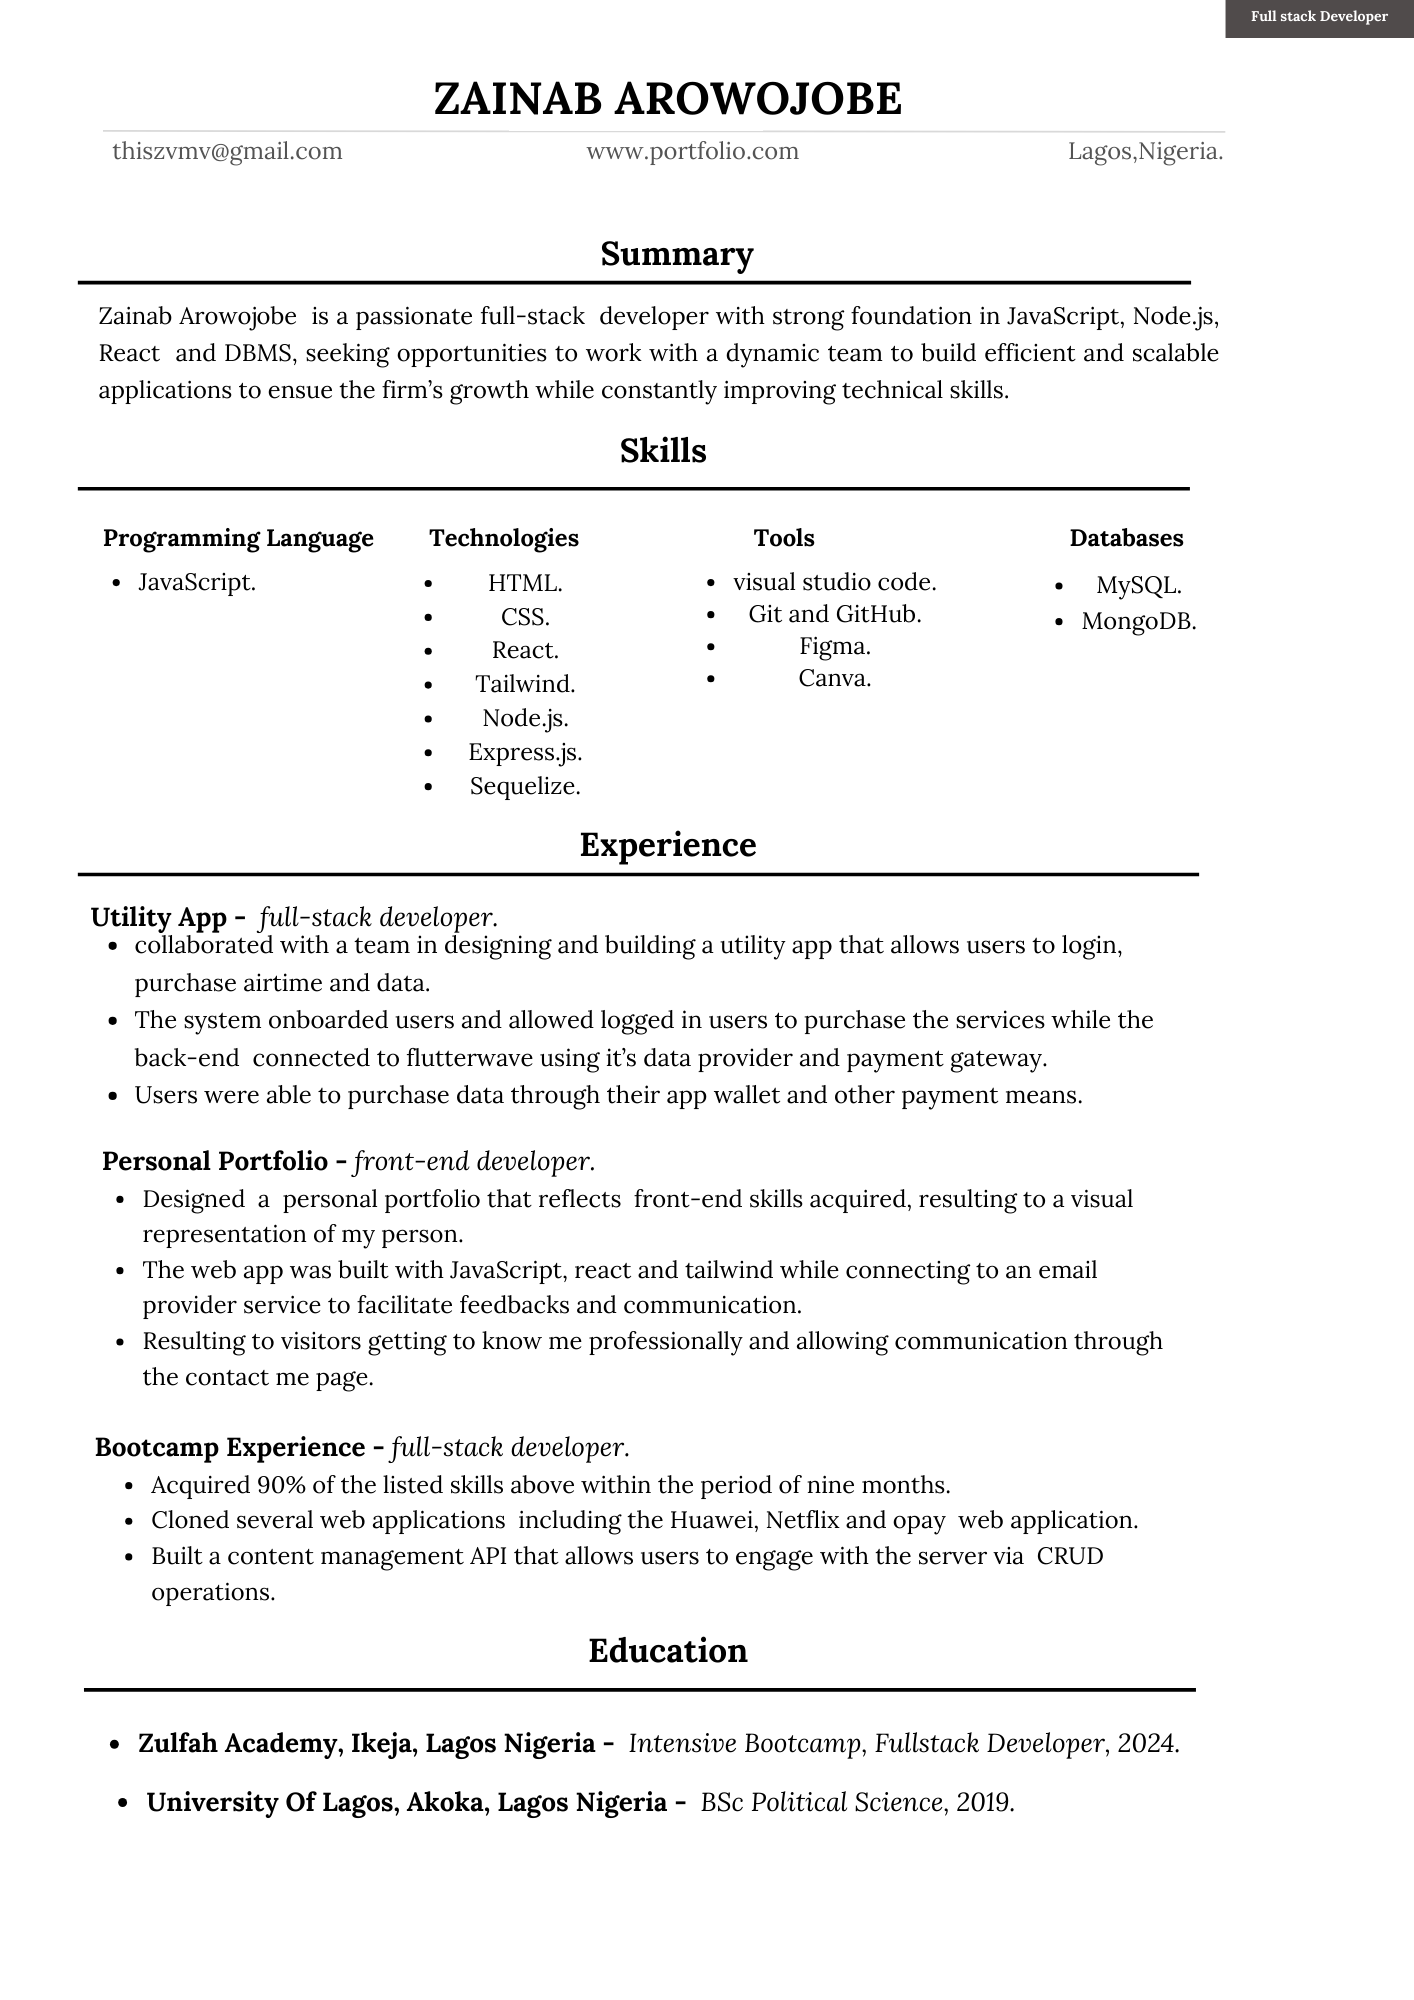 Full stack Developer
ZAINAB AROWOJOBE
thiszvmv@gmail.com www.portfolio.com Lagos,Nigeria.
Summary
Zainab Arowojobe is a passionate full-stack developer with strong foundation in JavaScript, Node.js,
React and DBMS, seeking opportunities to work with a dynamic team to build efficient and scalable
applications to ensue the firm’s growth while constantly improving technical skills.
Skills
Programming Language
• JavaScript.
Technologies
• HTML.
• CSS.
• React.
• Tailwind.
• Node.js.
• Express.js.
• Sequelize.
Tools
• visual studio code.
• Git and GitHub.
• Figma.
• Canva.
Databases
• MySQL.
• MongoDB.
Experience
Utility App - full-stack developer.
• collaborated with a team in designing and building a utility app that allows users to login,
purchase airtime and data.
• The system onboarded users and allowed logged in users to purchase the services while the
back-end connected to flutterwave using it’s data provider and payment gateway.
• Users were able to purchase data through their app wallet and other payment means.
Personal Portfolio - front-end developer.
• Designed a personal portfolio that reflects front-end skills acquired, resulting to a visual
representation of my person.
• The web app was built with JavaScript, react and tailwind while connecting to an email
provider service to facilitate feedbacks and communication.
• Resulting to visitors getting to know me professionally and allowing communication through
the contact me page.
Bootcamp Experience - full-stack developer.
• Acquired 90% of the listed skills above within the period of nine months.
• Cloned several web applications including the Huawei, Netflix and opay web application.
• Built a content management API that allows users to engage with the server via CRUD
operations.
Education
• Zulfah Academy, Ikeja, Lagos Nigeria - Intensive Bootcamp, Fullstack Developer, 2024.
• University Of Lagos, Akoka, Lagos Nigeria - BSc Political Science, 2019.